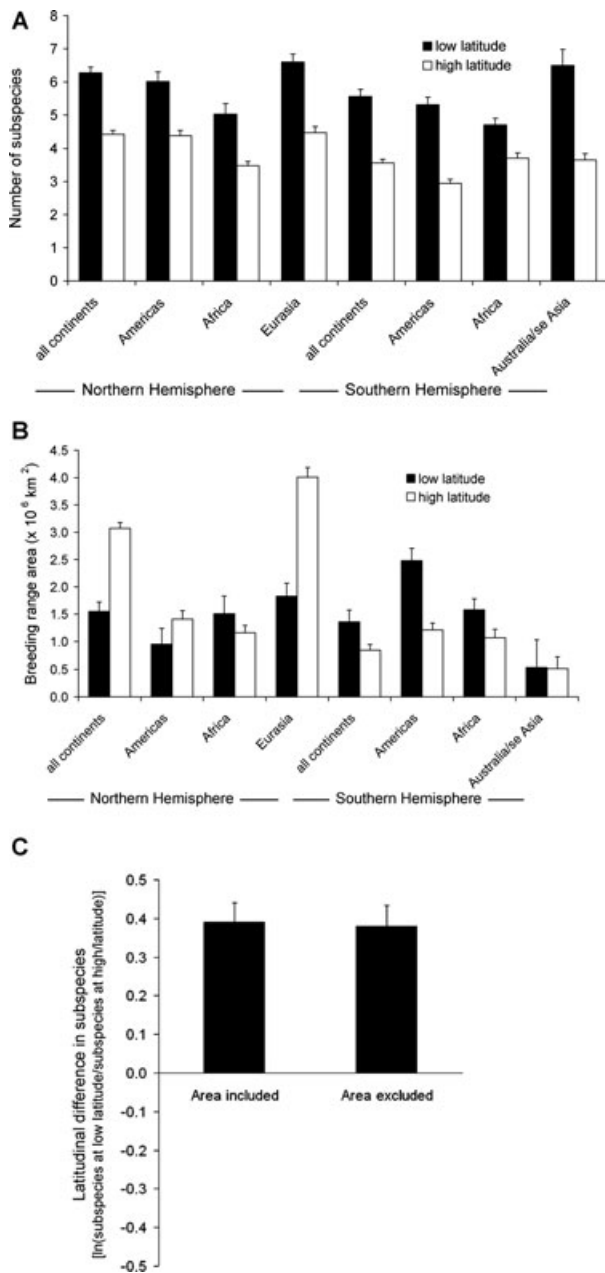 A
Number of subspecies
8
7
6
5
4
3
2
1
0
low latitude
high latitude
all continents
Americas
Africa
Eurasia
all continents
Americas
Africa
Australia/se Asia
Northern Hemisphere
Southern Hemisphere
B
Breeding range area (x 10⁶ km²)
4.5
4.0
3.5
3.0
2.5
2.0
1.5
1.0
0.5
0.0
low latitude
high latitude
all continents
Americas
Africa
Eurasia
all continents
Americas
Africa
Australia/se Asia
Northern Hemisphere
Southern Hemisphere
C
Latitudinal difference in subspecies
[ln(subspecies at low latitude/subspecies at high/latitude)]
0.5
0.4
0.3
0.2
0.1
0.0
-0.1
-0.2
-0.3
-0.4
-0.5
Area included
Area excluded